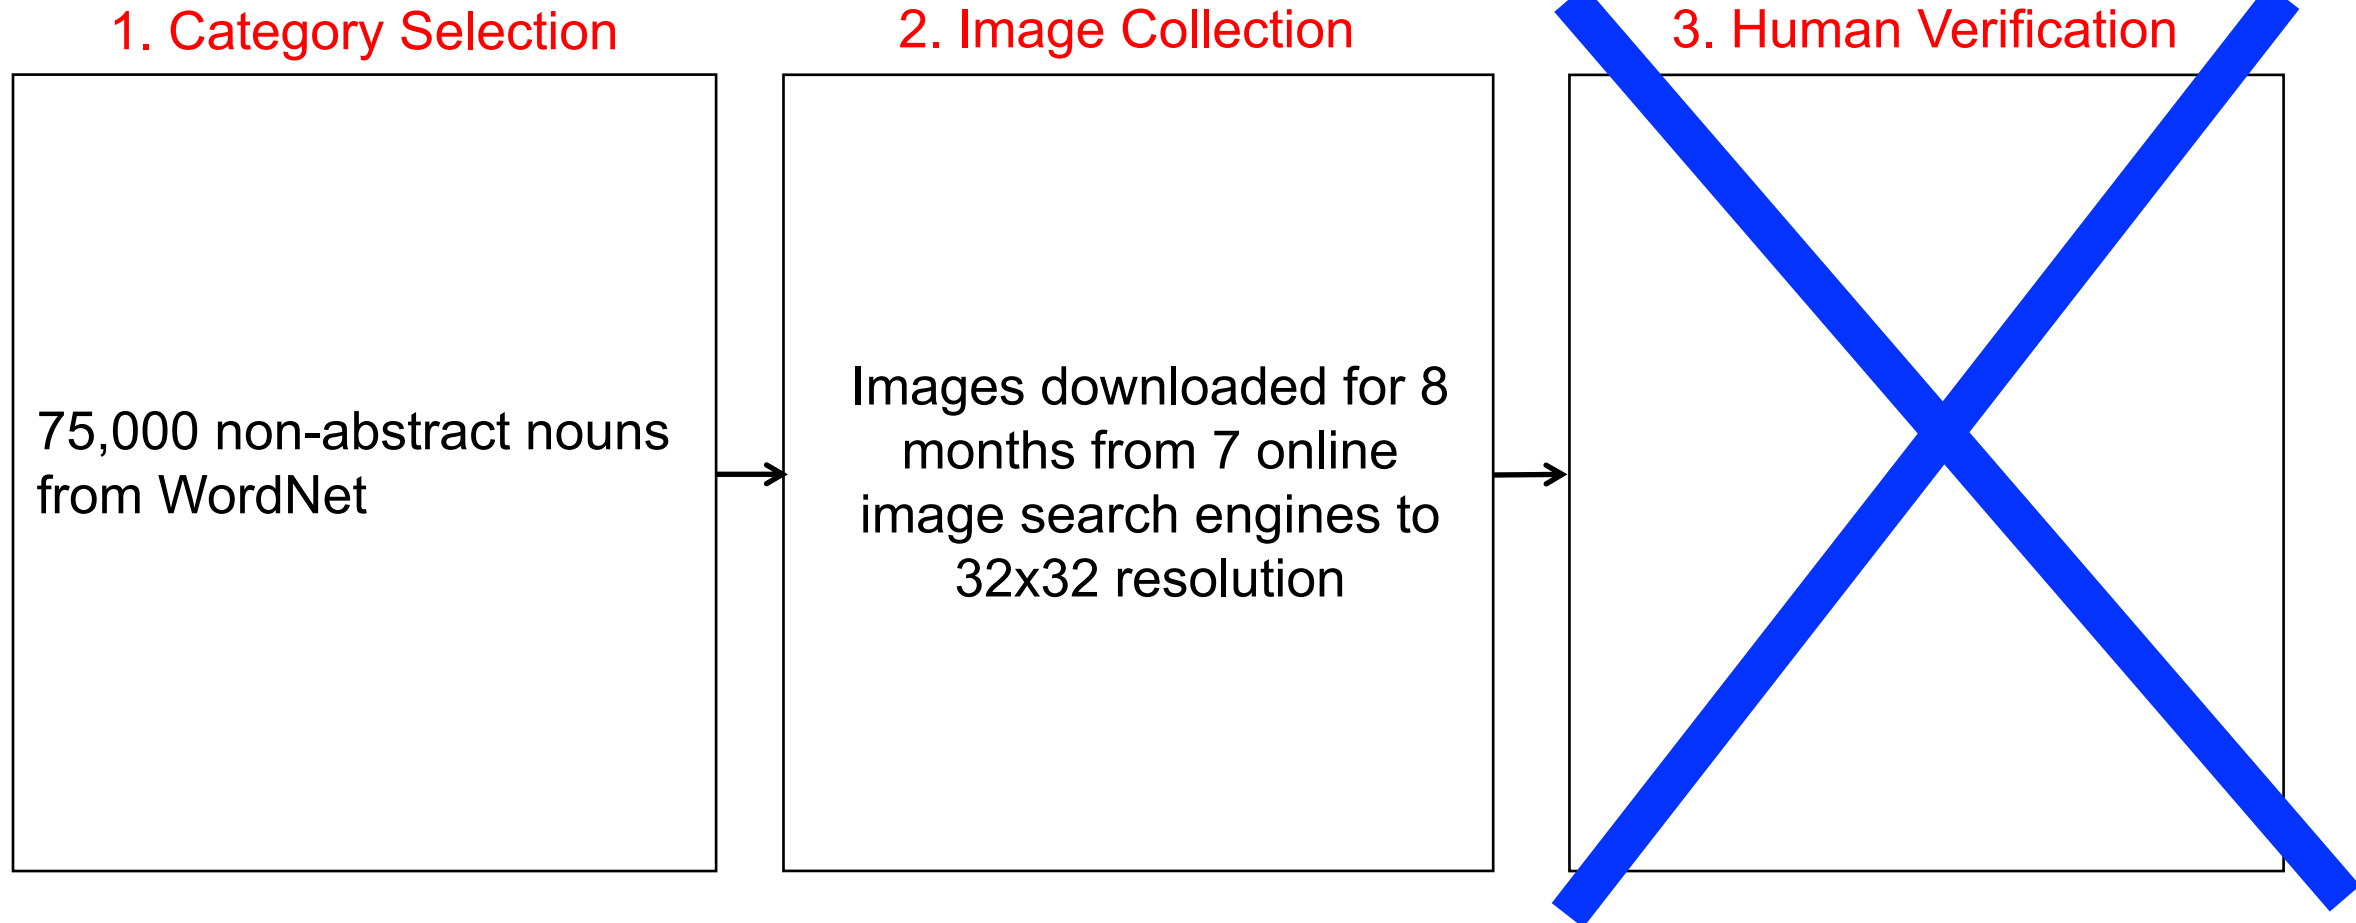 1. Category Selection
2. Image Collection
3. Human Verification
75,000 non-abstract nouns
from WordNet
Images downloaded for 8
months from 7 online
image search engines to
32x32 resolution